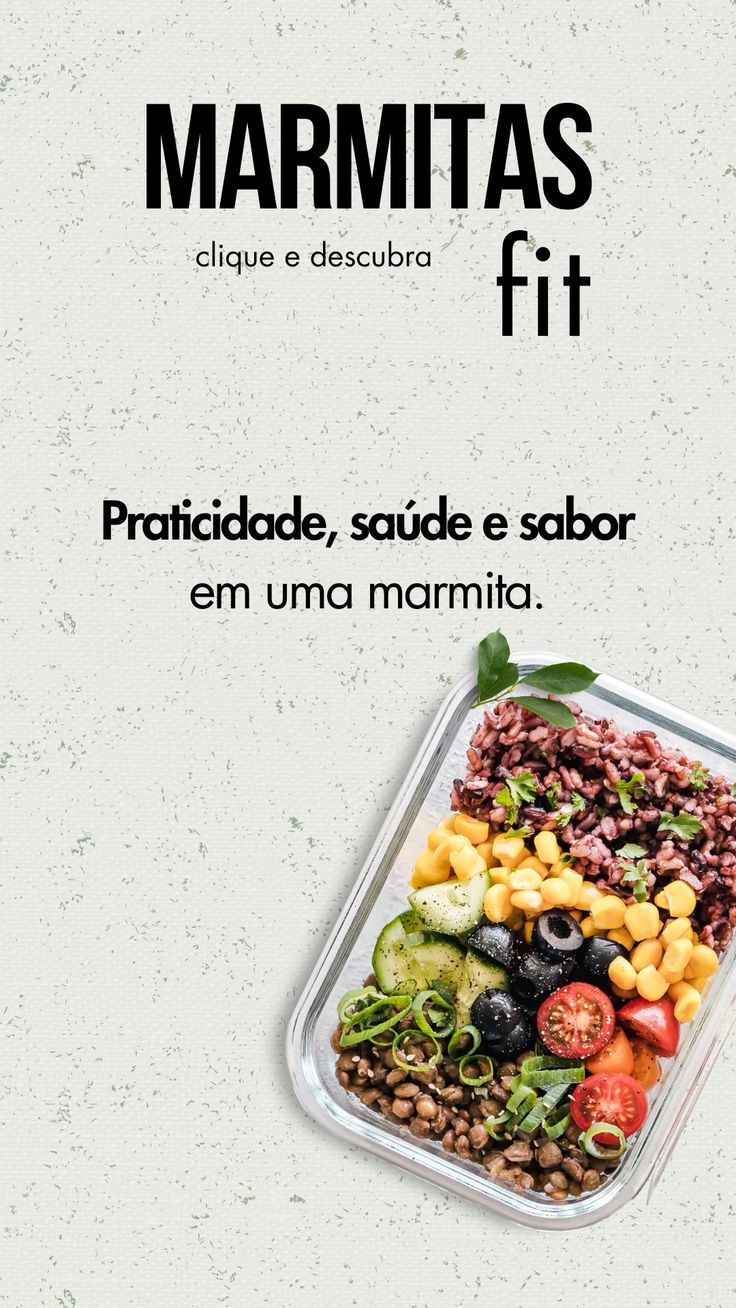 MARMITAS
clique e descubra
fit
Praticidade, saúde e sabor
em uma marmita.